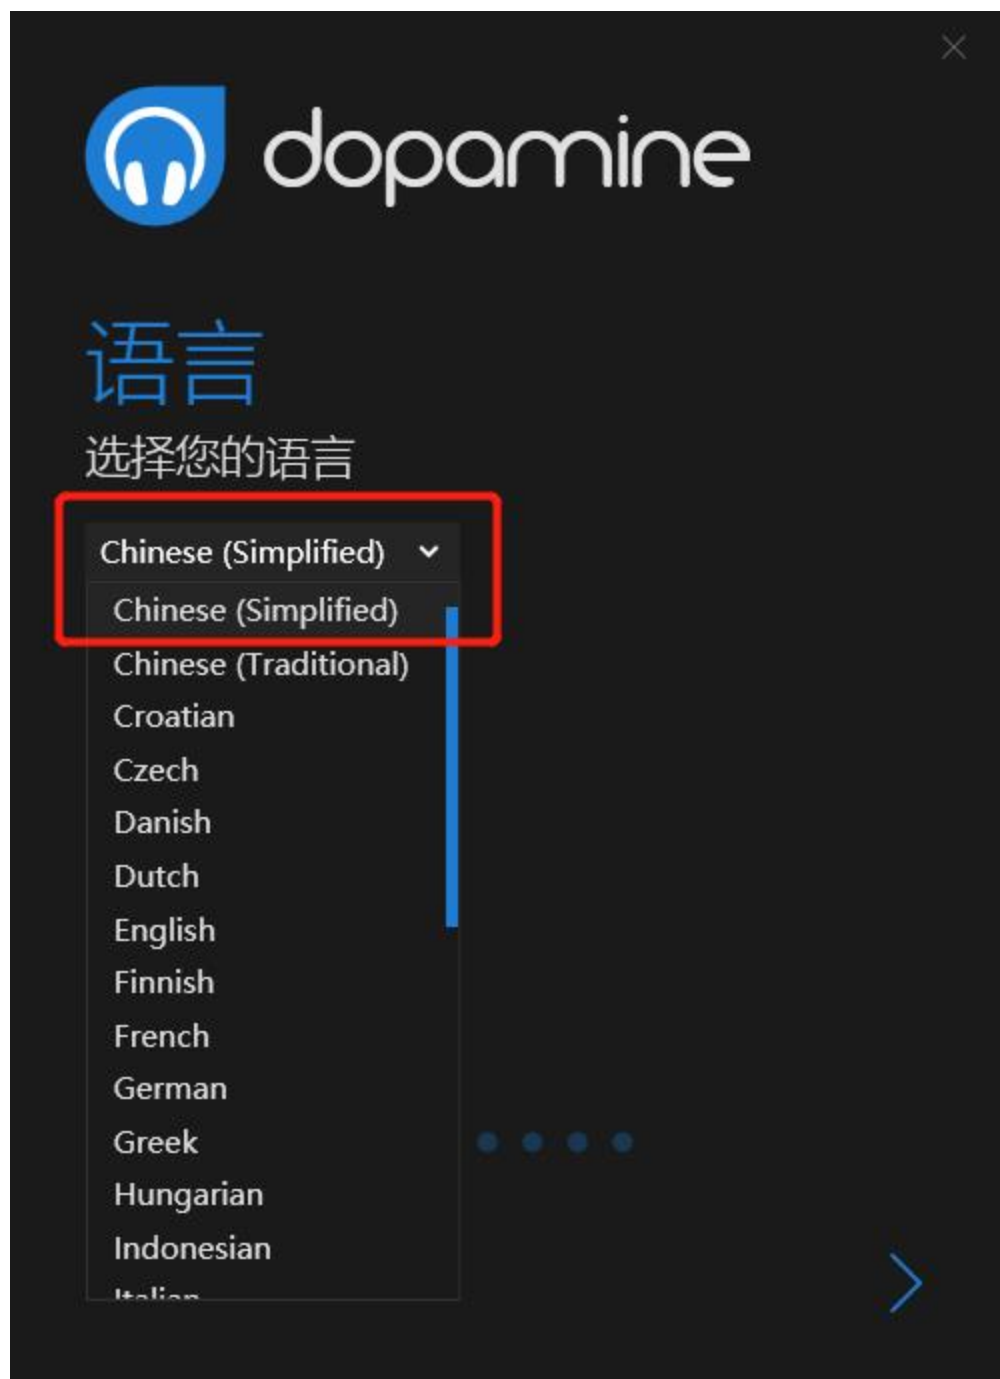 dopamine
语言
选择您的语言
Chinese (Simplified)
Chinese (Simplified)
Chinese (Traditional)
Croatian
Czech
Danish
Dutch
English
Finnish
French
German
Greek
Hungarian
Indonesian
Italian